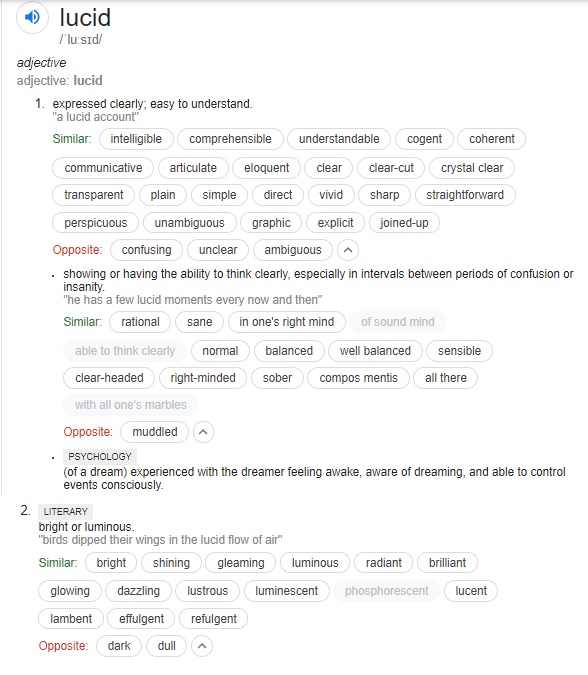 lucid
/ˈluːsɪd/
adjective
adjective: lucid
1. expressed clearly; easy to understand.
"a lucid account"
Similar: intelligible comprehensible understandable cogent coherent
communicative articulate eloquent clear clear-cut crystal clear
transparent plain simple direct vivid sharp straightforward
perspicuous unambiguous graphic explicit joined-up
Opposite: confusing unclear ambiguous
• showing or having the ability to think clearly, especially in intervals between periods of confusion or
insanity.
"he has a few lucid moments every now and then"
Similar: rational sane in one's right mind of sound mind
able to think clearly normal balanced well balanced sensible
clear-headed right-minded sober compos mentis all there
with all one's marbles
Opposite: muddled
• PSYCHOLOGY
(of a dream) experienced with the dreamer feeling awake, aware of dreaming, and able to control
events consciously.
2. LITERARY
bright or luminous.
"birds dipped their wings in the lucid flow of air"
Similar: bright shining gleaming luminous radiant brilliant
glowing dazzling lustrous luminescent phosphorescent lucent
lambent effulgent refulgent
Opposite: dark dull